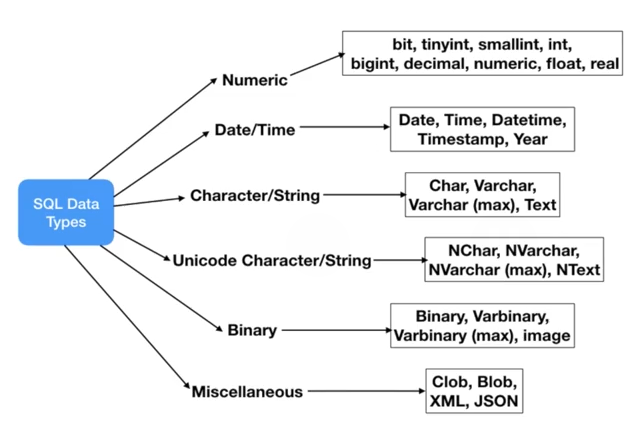 SQL Data
Types
Numeric
bit, tinyint, smallint, int,
bigint, decimal, numeric, float, real
Date/Time
Date, Time, Datetime,
Timestamp, Year
Character/String
Char, Varchar,
Varchar (max), Text
Unicode Character/String
NChar, NVarchar,
NVarchar (max), NText
Binary
Binary, Varbinary,
Varbinary (max), image
Miscellaneous
Clob, Blob,
XML, JSON